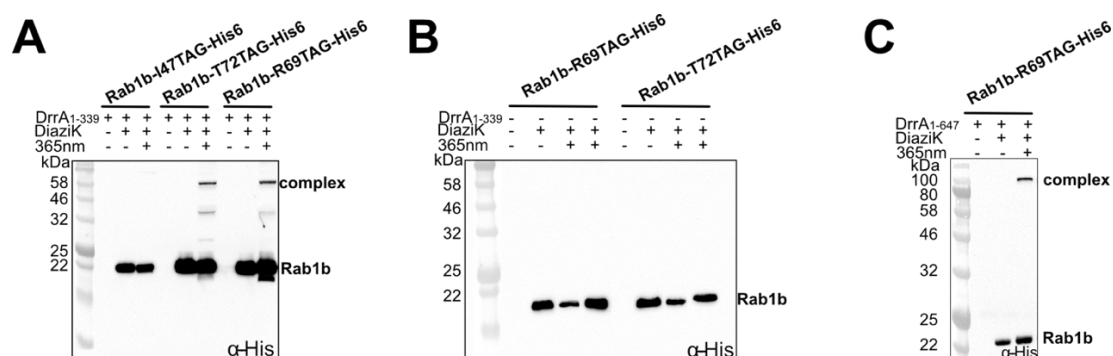 A
Rab1b-I47TAG-His6
Rab1b-T72TAG-His6
Rab1b-R69TAG-His6
DrrA1-339 + + + + + + + + +
DiaziK - + + - + + - + +
365nm - - + - - + - - +
kDa
58
46
32
25
22
complex
Rab1b
α-His
B
Rab1b-R69TAG-His6
Rab1b-T72TAG-His6
DrrA1-339 - - - - - - - -
DiaziK - + - + - + - +
365nm - - + + - - + +
kDa
58
46
32
25
22
Rab1b
α-His
C
Rab1b-R69TAG-His6
DrrA1-647 + + +
DiaziK - + +
365nm - - +
kDa
100
80
58
46
32
25
22
complex
Rab1b
α-His